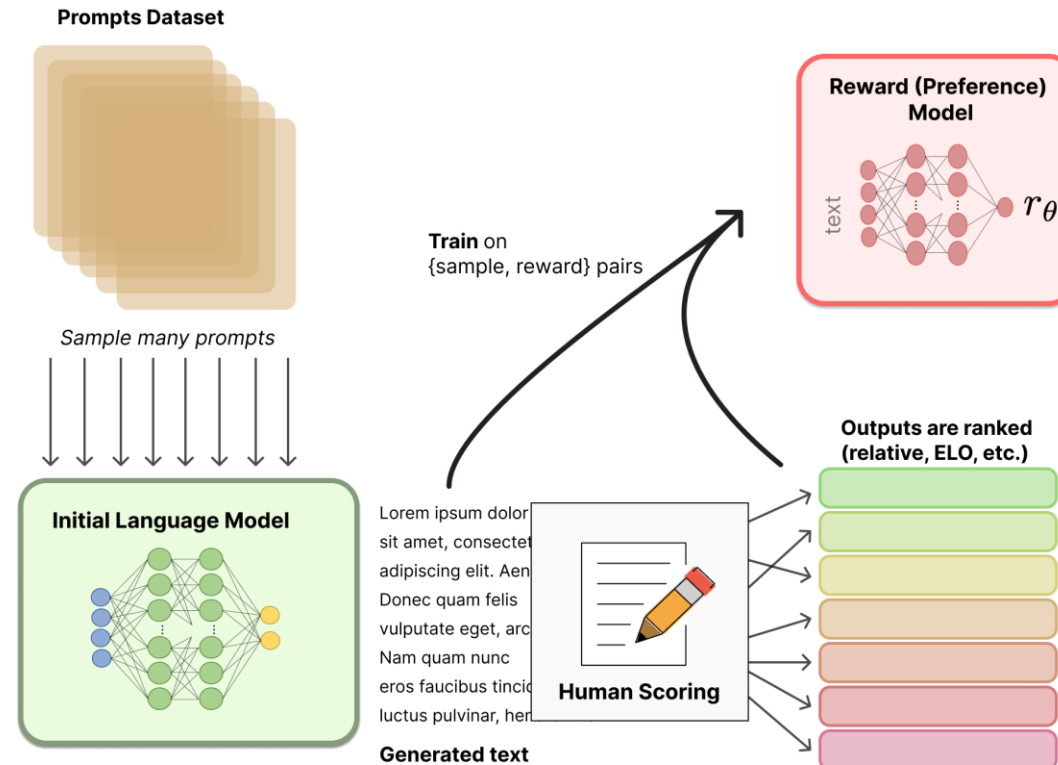 Prompts Dataset
Sample many prompts
Initial Language Model
Train on
{sample, reward} pairs
Reward (Preference)
Model
text
rθ
Lorem ipsum dolor
sit amet, consectet
adipiscing elit. Aen
Donec quam felis
vulputate eget, arc
Nam quam nunc
eros faucibus tincid
luctus pulvinar, hen
Generated text
Human Scoring
Outputs are ranked
(relative, ELO, etc.)